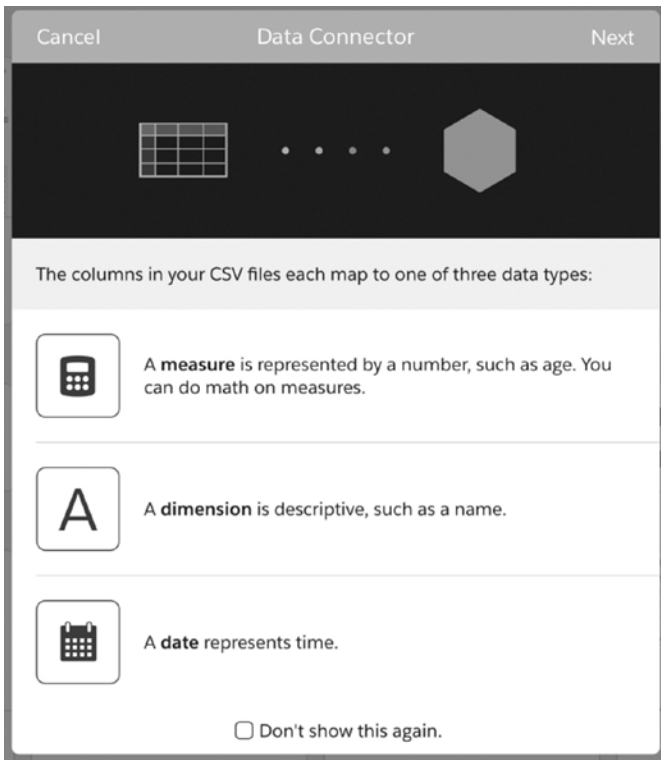 Cancel Data Connector Next
The columns in your CSV files each map to one of three data types:
A measure is represented by a number, such as age. You
can do math on measures.
A
A dimension is descriptive, such as a name.
A date represents time.
Don't show this again.